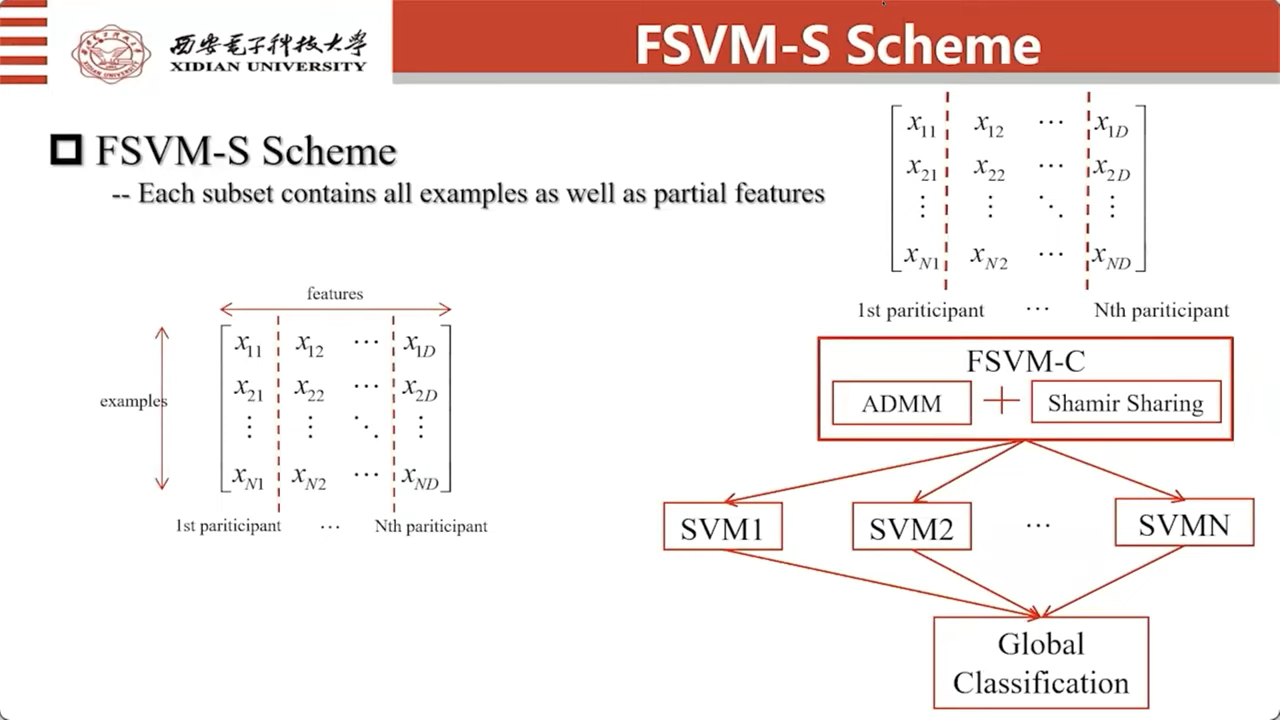 西安电子科技大学
XIDIAN UNIVERSITY
FSVM-S Scheme
FSVM-S Scheme
-- Each subset contains all examples as well as partial features
features
examples
x11 x12 ⋯ x1D
x21 x22 ⋯ x2D
⋮ ⋮ ⋱ ⋮
xN1 xN2 ⋯ xND
1st pariticipant ⋯ Nth pariticipant
x11 x12 ⋯ x1D
x21 x22 ⋯ x2D
⋮ ⋮ ⋱ ⋮
xN1 xN2 ⋯ xND
1st pariticipant ⋯ Nth pariticipant
FSVM-C
ADMM + Shamir Sharing
SVM1 SVM2 ⋯ SVMN
Global
Classification